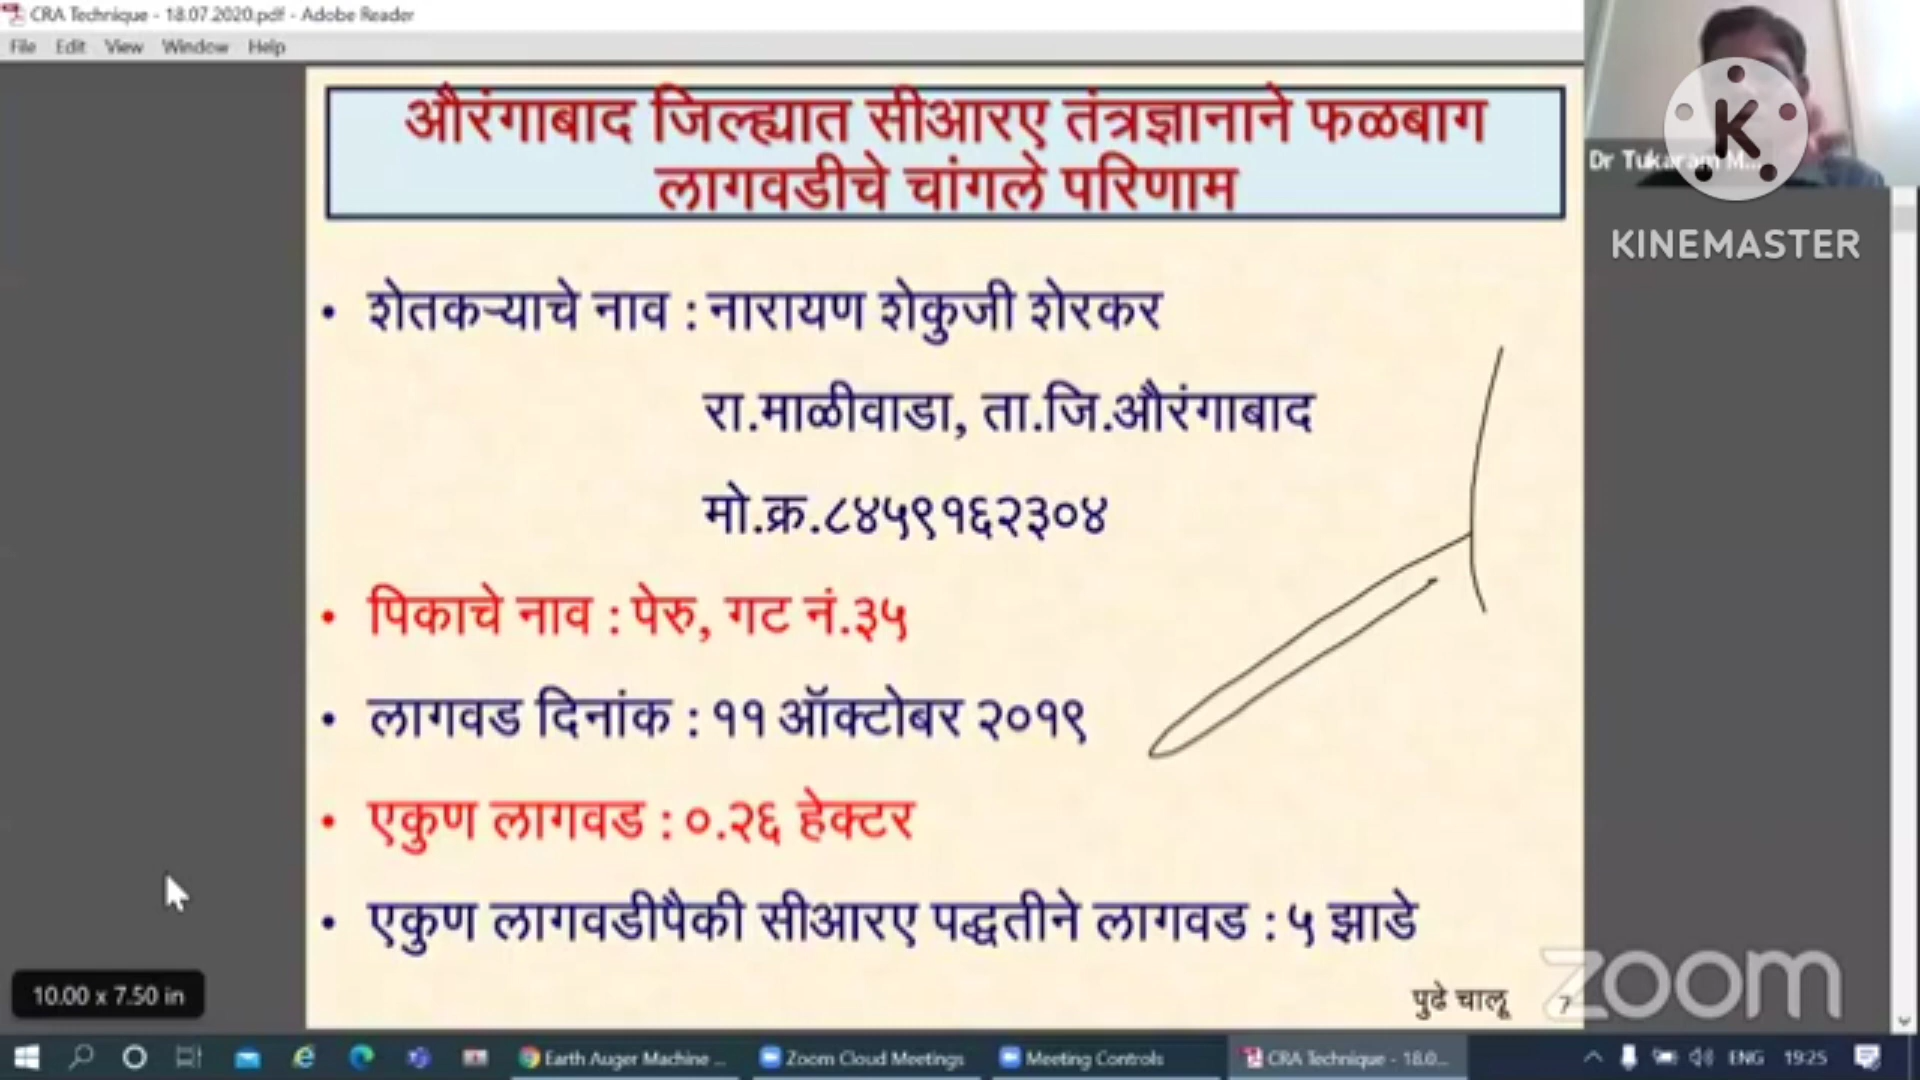 CRA Technique - 18.07.2020.pdf - Adobe Reader
File Edit View Window Help
औरंगाबाद जिल्ह्यात सीआरए तंत्रज्ञानाने फळबाग
लागवडीचे चांगले परिणाम
Dr Tukaram M...
KINEMASTER
• शेतकऱ्याचे नाव : नारायण शेकुजी शेरकर
रा.माळीवाडा, ता.जि.औरंगाबाद
मो.क्र.८४५९१६२३०४
• पिकाचे नाव : पेरु, गट नं.३५
• लागवड दिनांक : ११ ऑक्टोबर २०१९
• एकुण लागवड : ०.२६ हेक्टर
• एकुण लागवडीपैकी सीआरए पद्धतीने लागवड : ५ झाडे
10.00 x 7.50 in
पुढे चालू 7
zoom
Earth Auger Machine ... Zoom Cloud Meetings Meeting Controls CRA Technique - 18.0... ENG 19:25